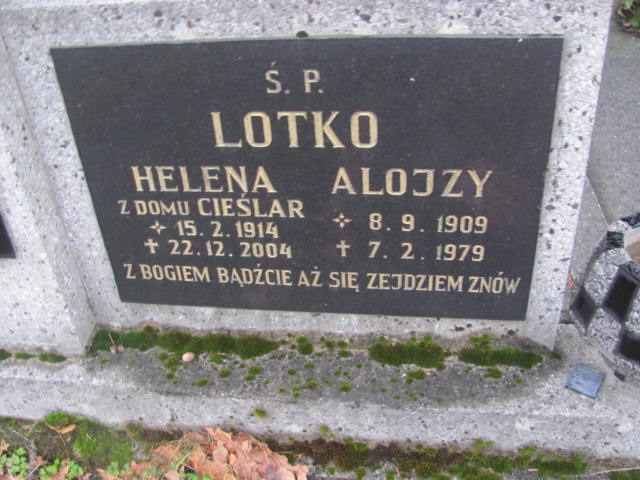 Ś. P.
LOTKO
HELENA ALOJZY
Z DOMU CIEŚLAR ✧ 8. 9. 1909
✧ 15. 2. 1914
✝ 22. 12. 2004 ✝ 7. 2. 1979
Z BOGIEM BĄDŹCIE AŻ SIĘ ZEJDZIEM ZNÓW